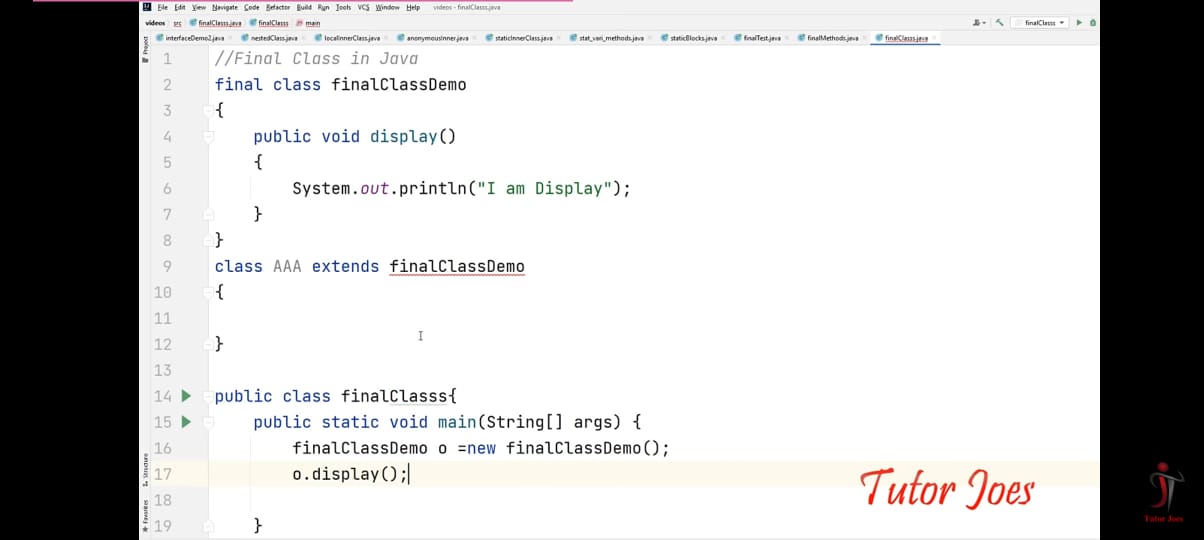 File Edit View Navigate Code Refactor Build Run Tools VCS Window Help videos - finalClasss.java
videos src finalClasss.java finalClasss main finalClasss
interfaceDemo2.java nestedClass.java localInnerClass.java anonymousInner.java staticInnerClass.java stat_vari_methods.java staticBlocks.java finalTest.java finalMethods.java finalClasss.java
Project
1 //Final Class in Java
2 final class finalClassDemo
3 {
4 public void display()
5 {
6 System.out.println("I am Display");
7 }
8 }
9 class AAA extends finalClassDemo
10 {
11
12 }
13
14 public class finalClasss{
15 public static void main(String[] args) {
16 finalClassDemo o =new finalClassDemo();
17 o.display();
18
19 }
Structure
Favorites
Tutor Joes
Tutor Joes